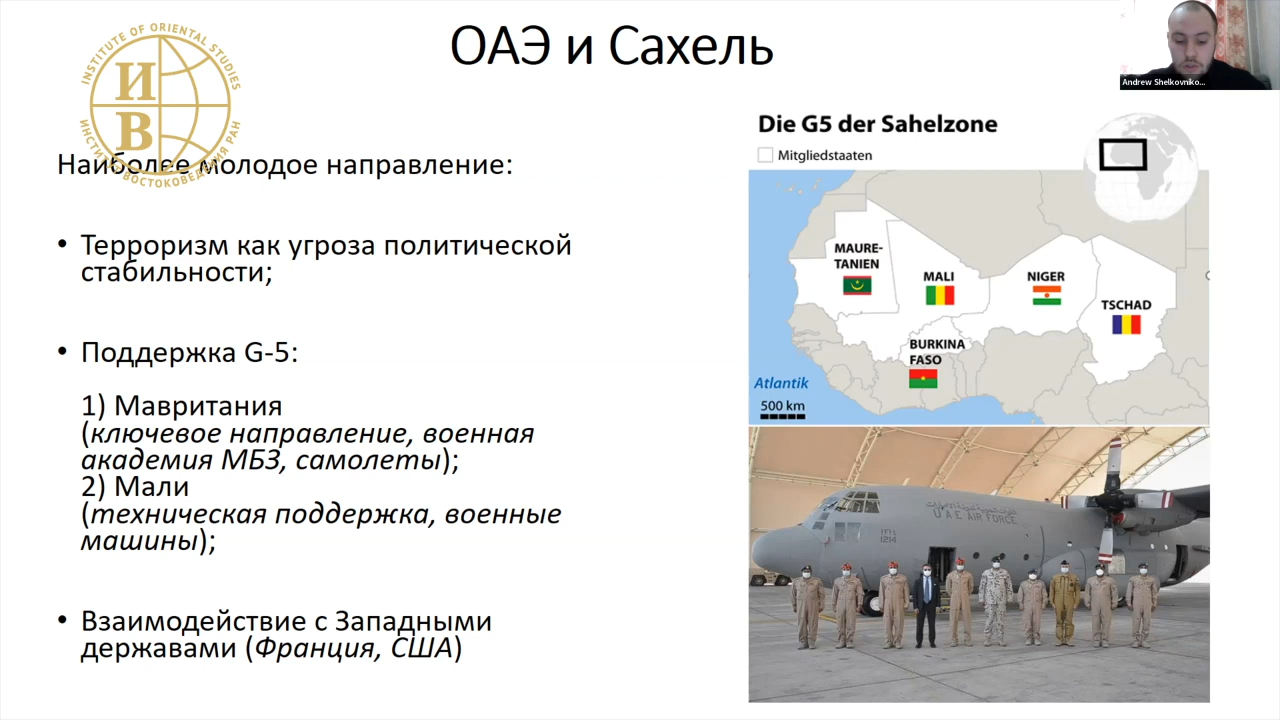 ОАЭ и Сахель
INSTITUTE OF ORIENTAL STUDIES
И
В
ИНСТИТУТ ВОСТОКОВЕДЕНИЯ РАН
Andrew Shelkovniko...
Наиболее молодое направление:
• Терроризм как угроза политической
стабильности;
• Поддержка G-5:
1) Мавритания
(ключевое направление, военная
академия МБЗ, самолеты);
2) Мали
(техническая поддержка, военные
машины);
• Взаимодействие с Западными
державами (Франция, США)
Die G5 der Sahelzone
Mitgliedstaaten
MAURE-
TANIEN
MALI
NIGER
TSCHAD
BURKINA
FASO
Atlantik
500 km
U A E AIR FORCE
١٢١٤
1214